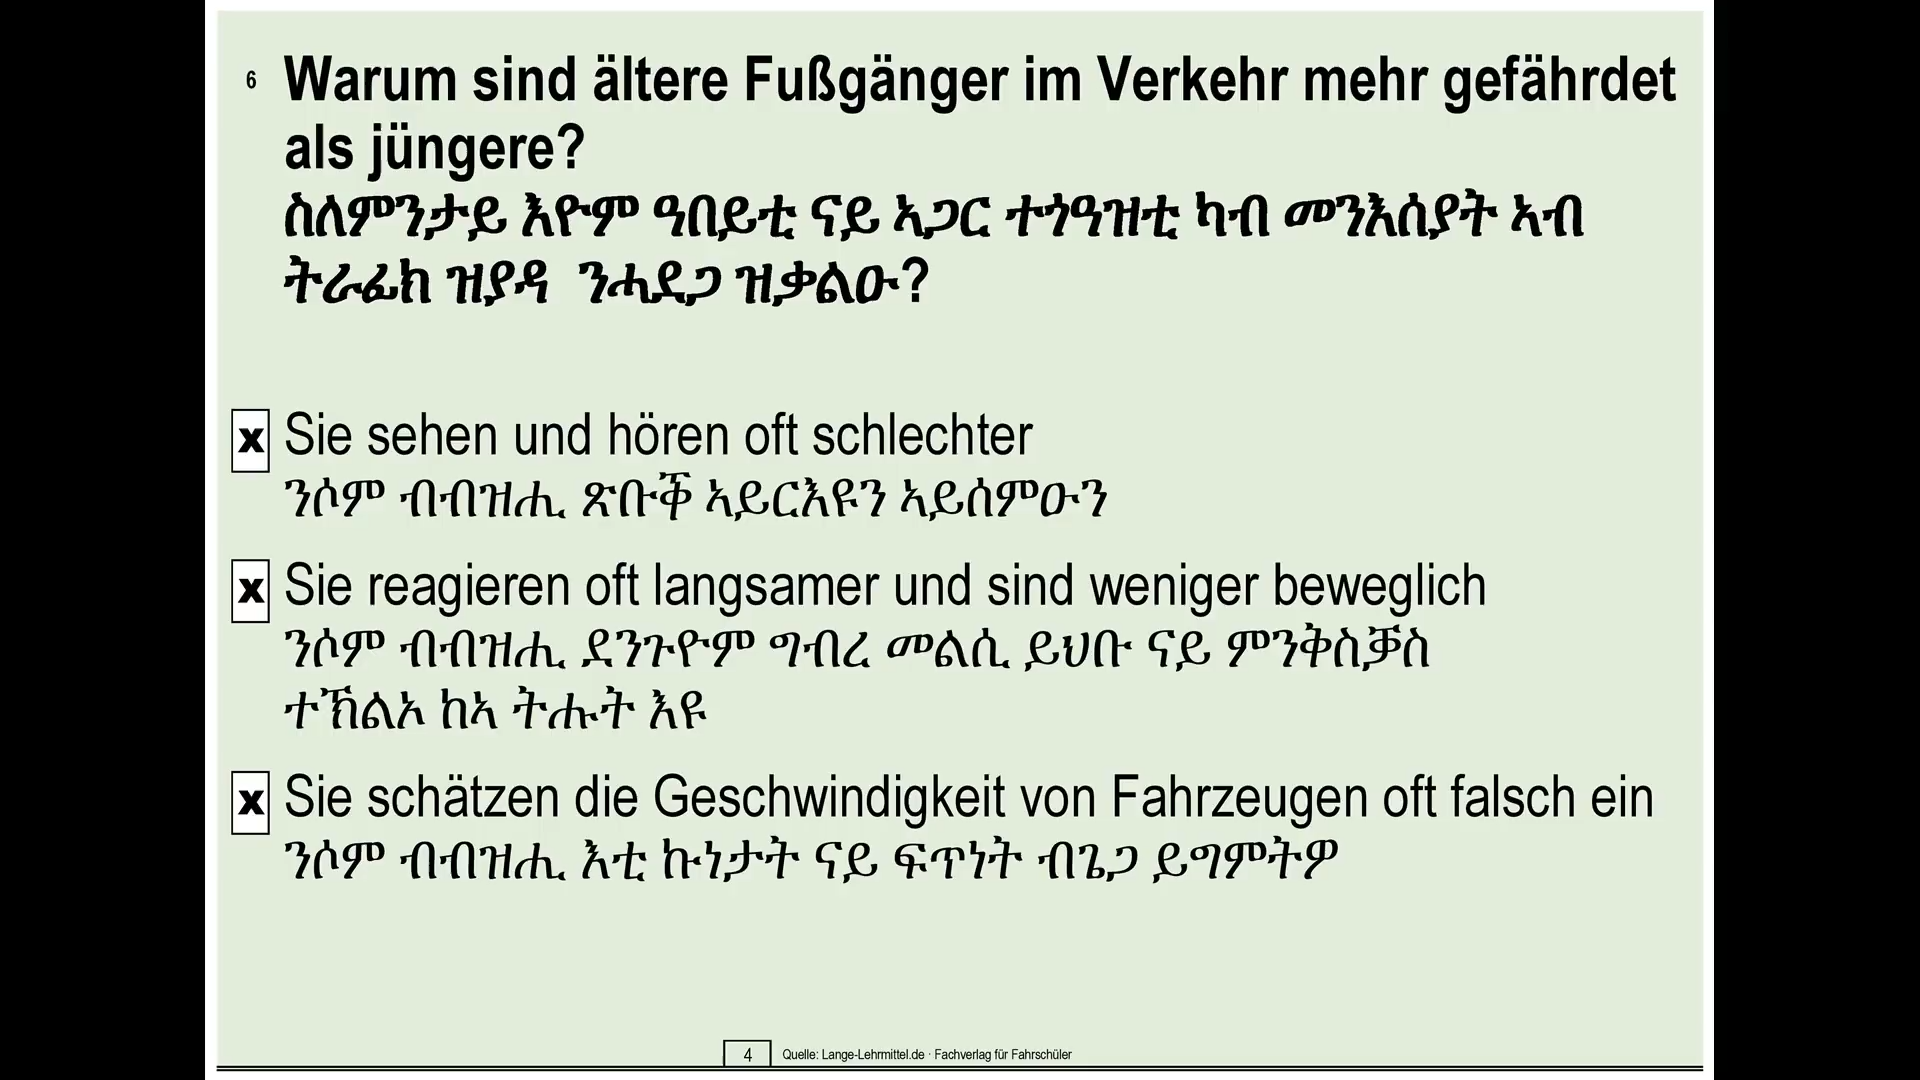 6 Warum sind ältere Fußgänger im Verkehr mehr gefährdet
als jüngere?
ስለምንታይ እዮም ዓበይቲ ናይ ኣጋር ተጎዓዝቲ ካብ መንእሰያት ኣብ
ትራፊክ ዝያዳ ንሓደጋ ዝቃልዑ?
x Sie sehen und hören oft schlechter
ንሶም ብብዝሒ ጽቡቕ ኣይርእዩን ኣይሰምዑን
x Sie reagieren oft langsamer und sind weniger beweglich
ንሶም ብብዝሒ ደንጉዮም ግብረ መልሲ ይህቡ ናይ ምንቅስቓስ
ተኽልኦ ከኣ ትሑት እዩ
x Sie schätzen die Geschwindigkeit von Fahrzeugen oft falsch ein
ንሶም ብብዝሒ እቲ ኩነታት ናይ ፍጥነት ብጌጋ ይግምትዎ
4 Quelle: Lange-Lehrmittel.de · Fachverlag für Fahrschüler